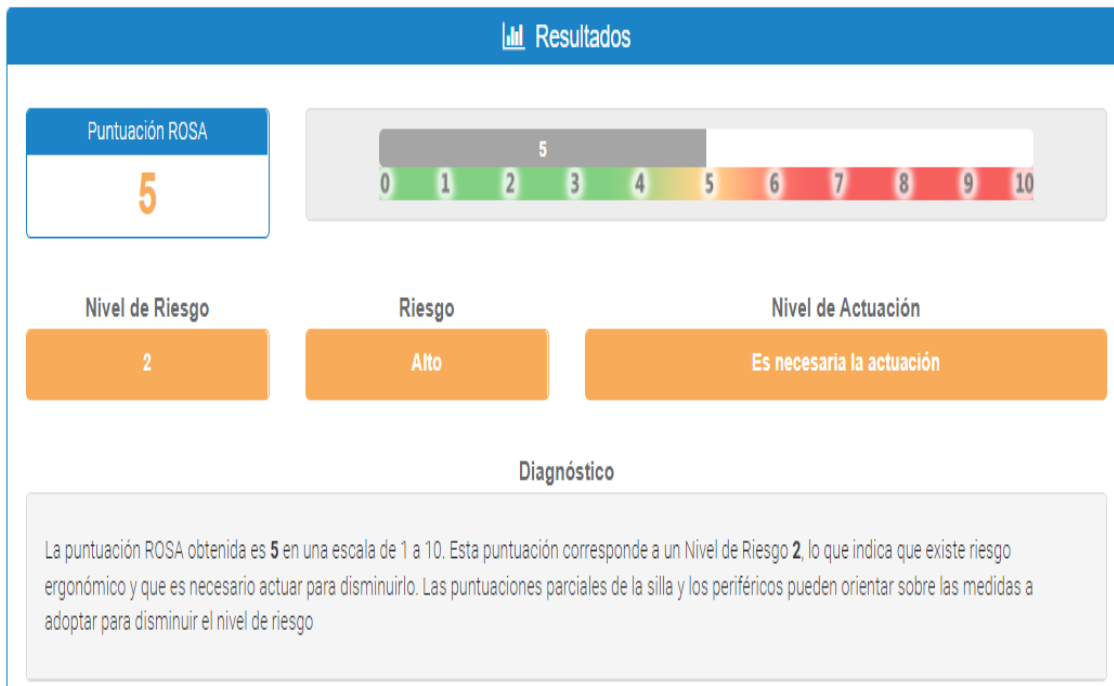 Resultados
Puntuación ROSA
5
5
0 1 2 3 4 5 6 7 8 9 10
Nivel de Riesgo
Riesgo
Nivel de Actuación
2
Alto
Es necesaria la actuación
Diagnóstico
La puntuación ROSA obtenida es 5 en una escala de 1 a 10. Esta puntuación corresponde a un Nivel de Riesgo 2, lo que indica que existe riesgo
ergonómico y que es necesario actuar para disminuirlo. Las puntuaciones parciales de la silla y los periféricos pueden orientar sobre las medidas a
adoptar para disminuir el nivel de riesgo